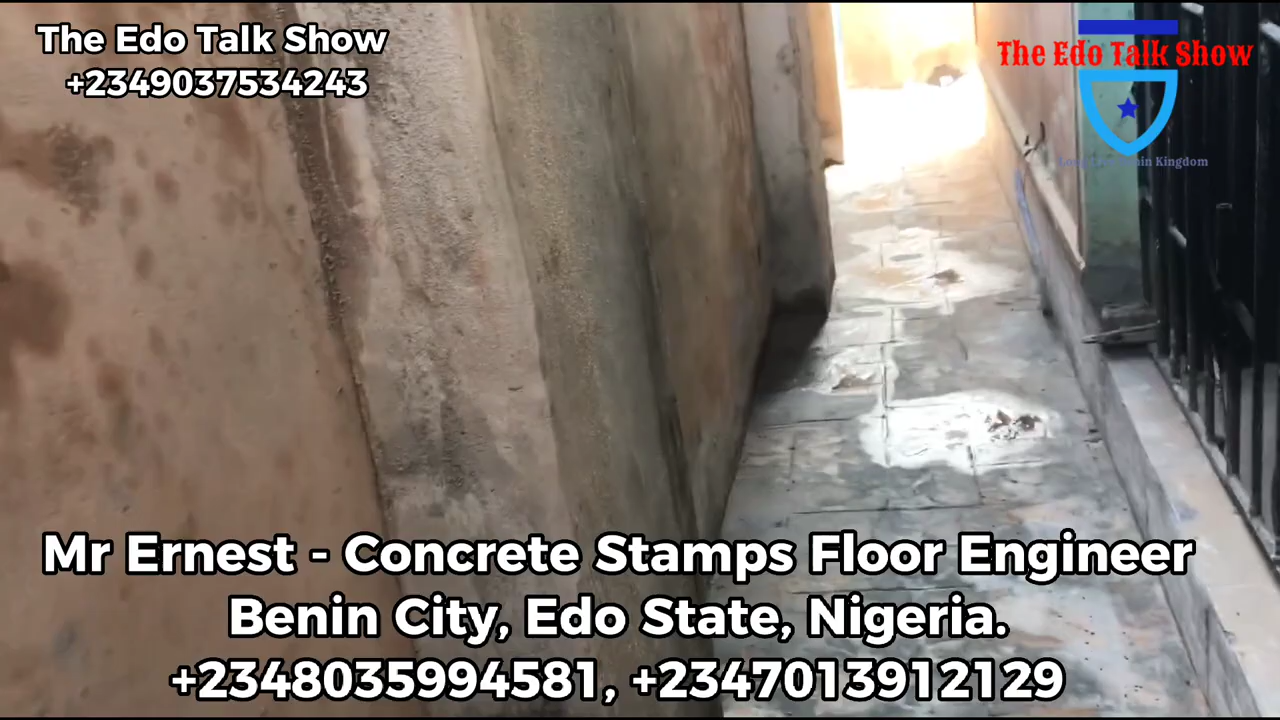 The Edo Talk Show
+2349037534243
The Edo Talk Show
Kingdom
Mr Ernest - Concrete Stamps Floor Engineer
Benin City, Edo State, Nigeria.
+2348035994581, +2347013912129